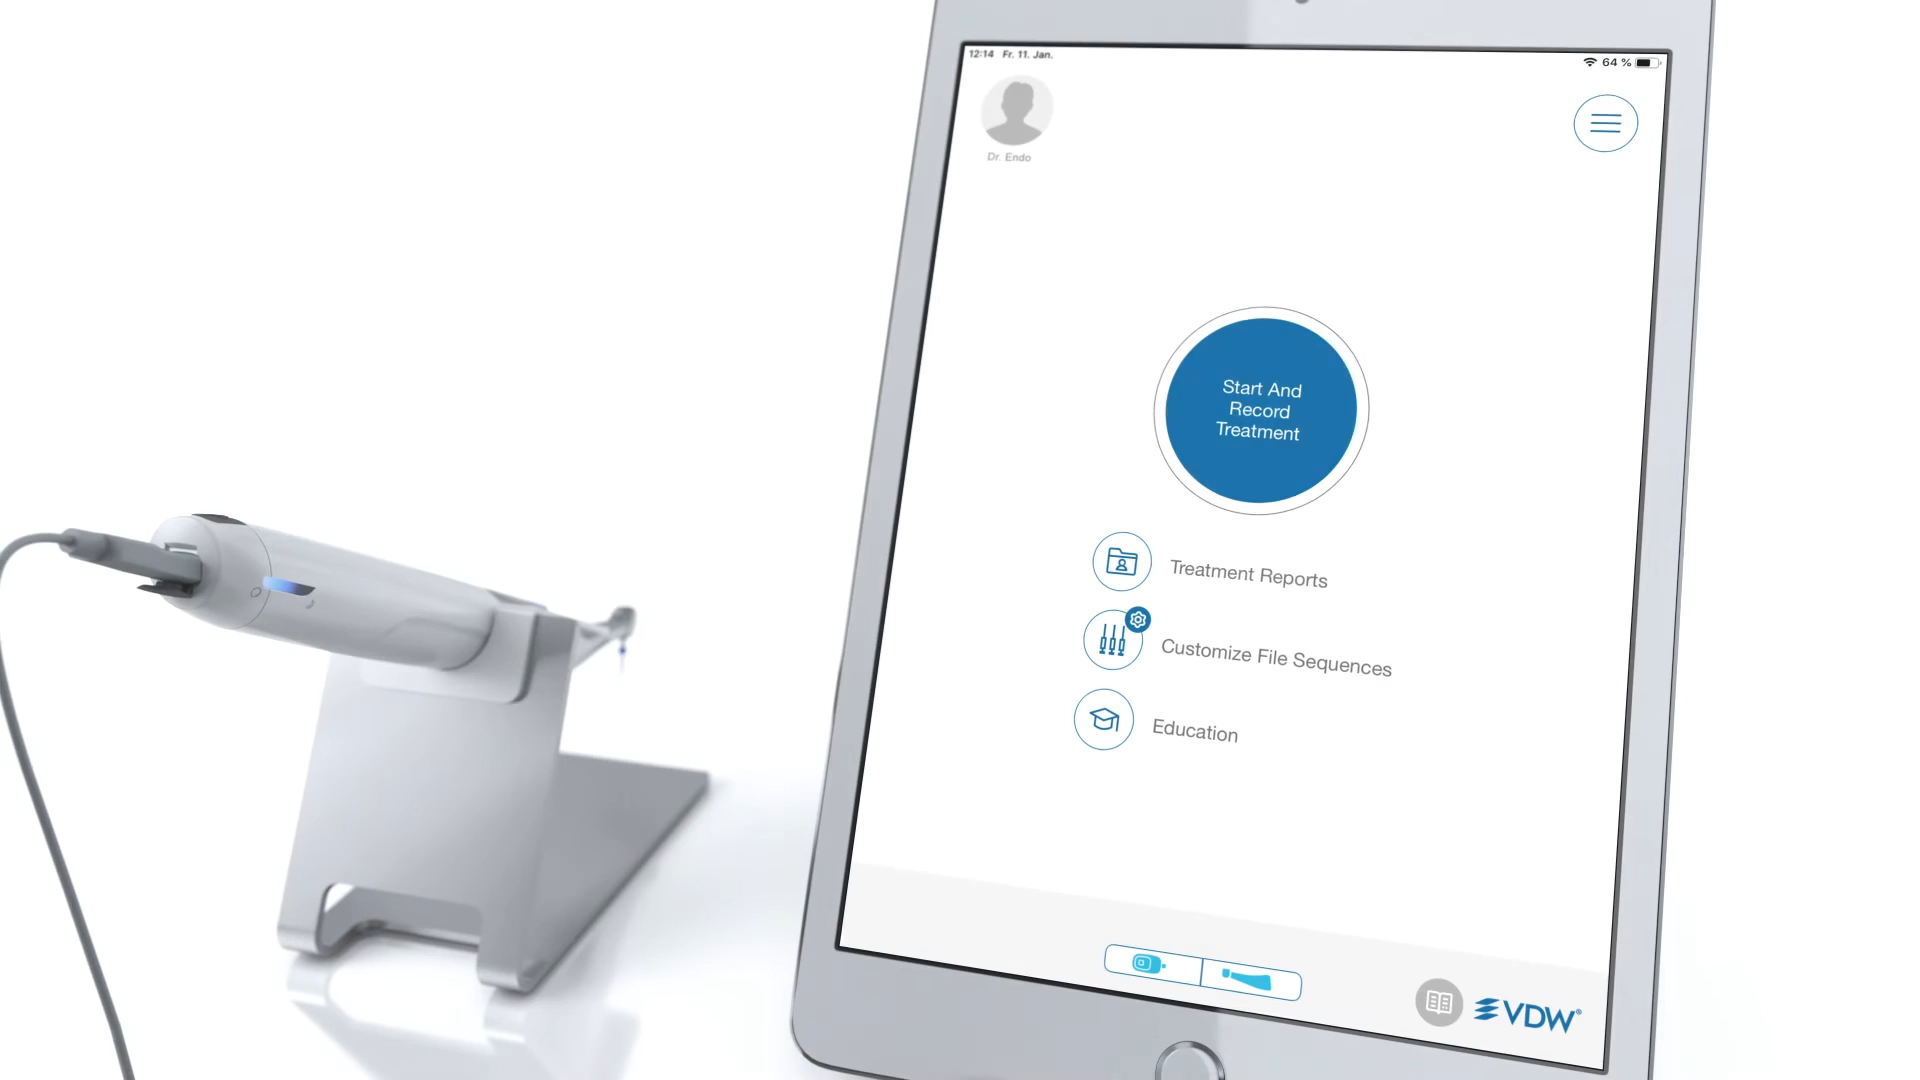 12:14 Fr. 11. Jan.
64 %
Dr. Endo
Start And
Record
Treatment
Treatment Reports
Customize File Sequences
Education
VDW®